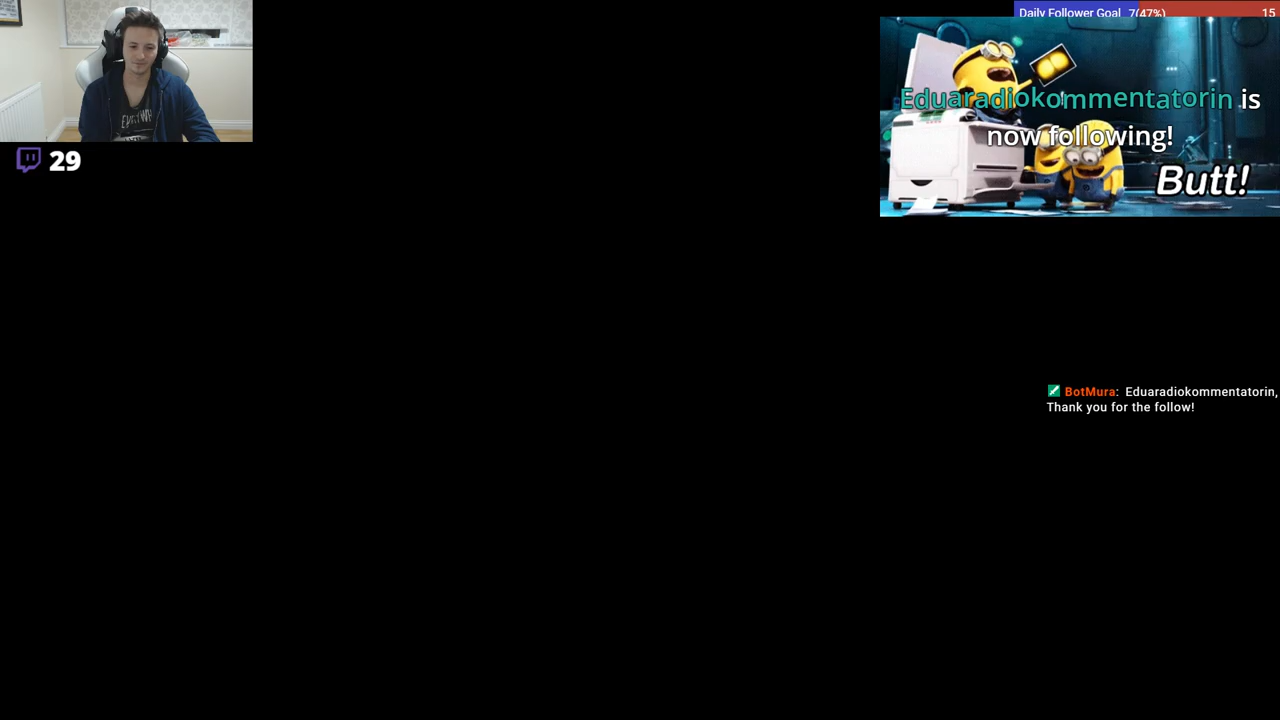 Daily Follower Goal 7(47%) 15
Eduaradiokommentatorin is
now following!
Butt!
29
BotMura: Eduaradiokommentatorin,
Thank you for the follow!